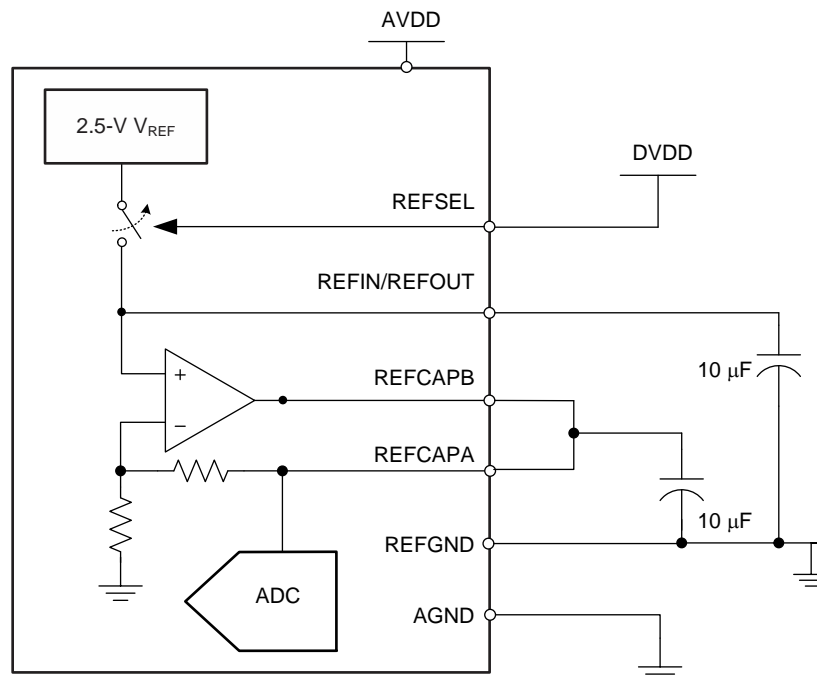 AVDD
2.5-V VREF
DVDD
REFSEL
REFIN/REFOUT
10 μF
+
REFCAPB
−
REFCAPA
10 μF
REFGND
ADC
AGND